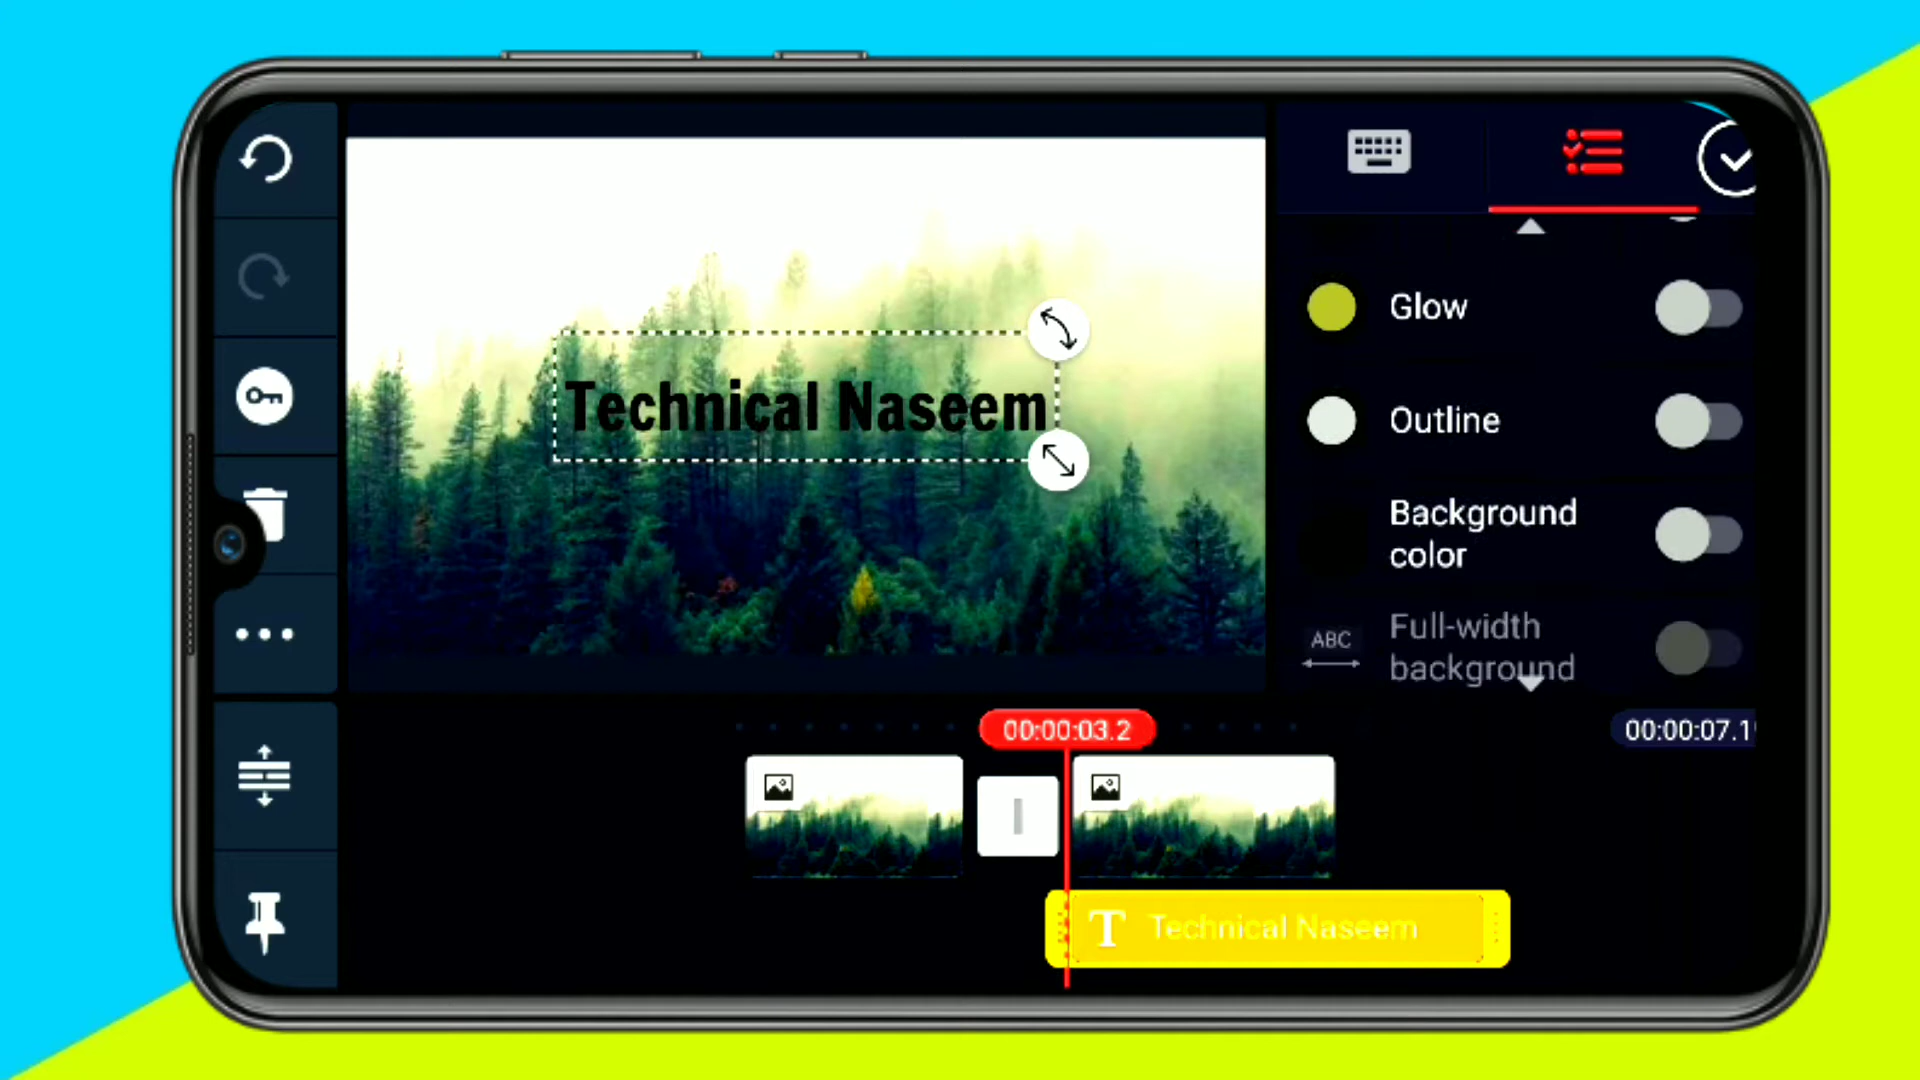 Technical Naseem
Glow
Outline
Background
color
ABC
Full-width
background
00:00:03.2
00:00:07.1
T Technical Naseem